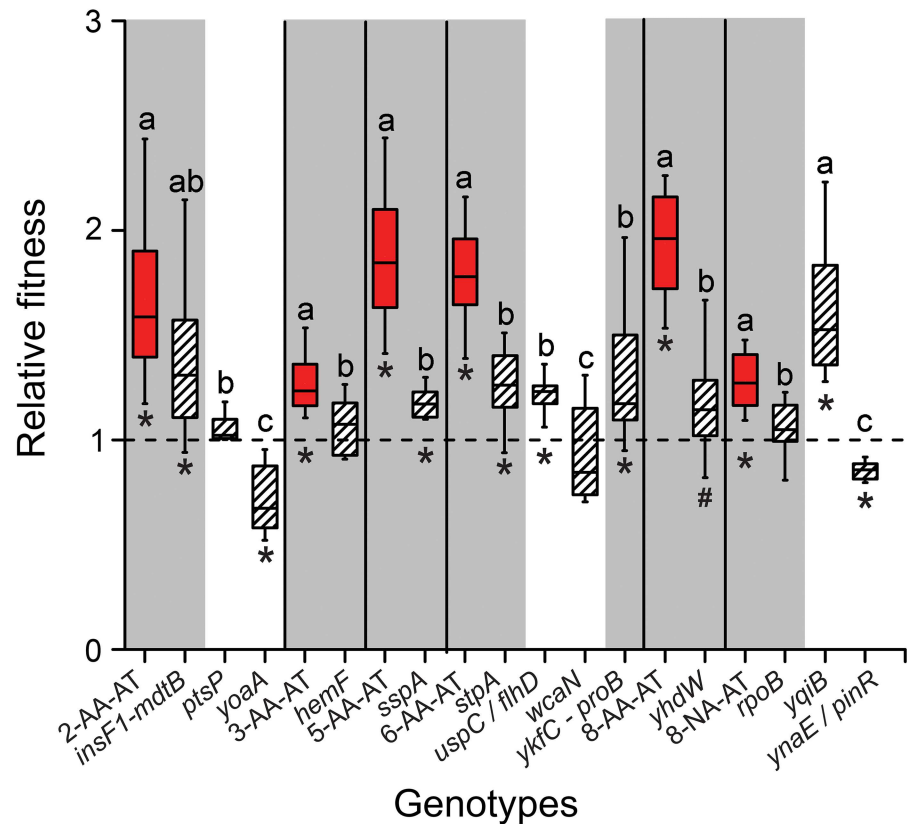 3
2
1
0
Relative fitness
a
ab
b
c
a
b
a
b
a
b
b
c
b
a
b
a
b
a
c
*
*
*
*
*
*
*
*
*
*
*
#
*
*
*
2-AA-AT
insF1-mdtB
ptsP
yoaA
3-AA-AT
hemF
5-AA-AT
sspA
6-AA-AT
stpA
uspC / flhD
wcaN
ykfC - proB
8-AA-AT
yhdW
8-NA-AT
rpoB
yqiB
ynaE / pinR
Genotypes